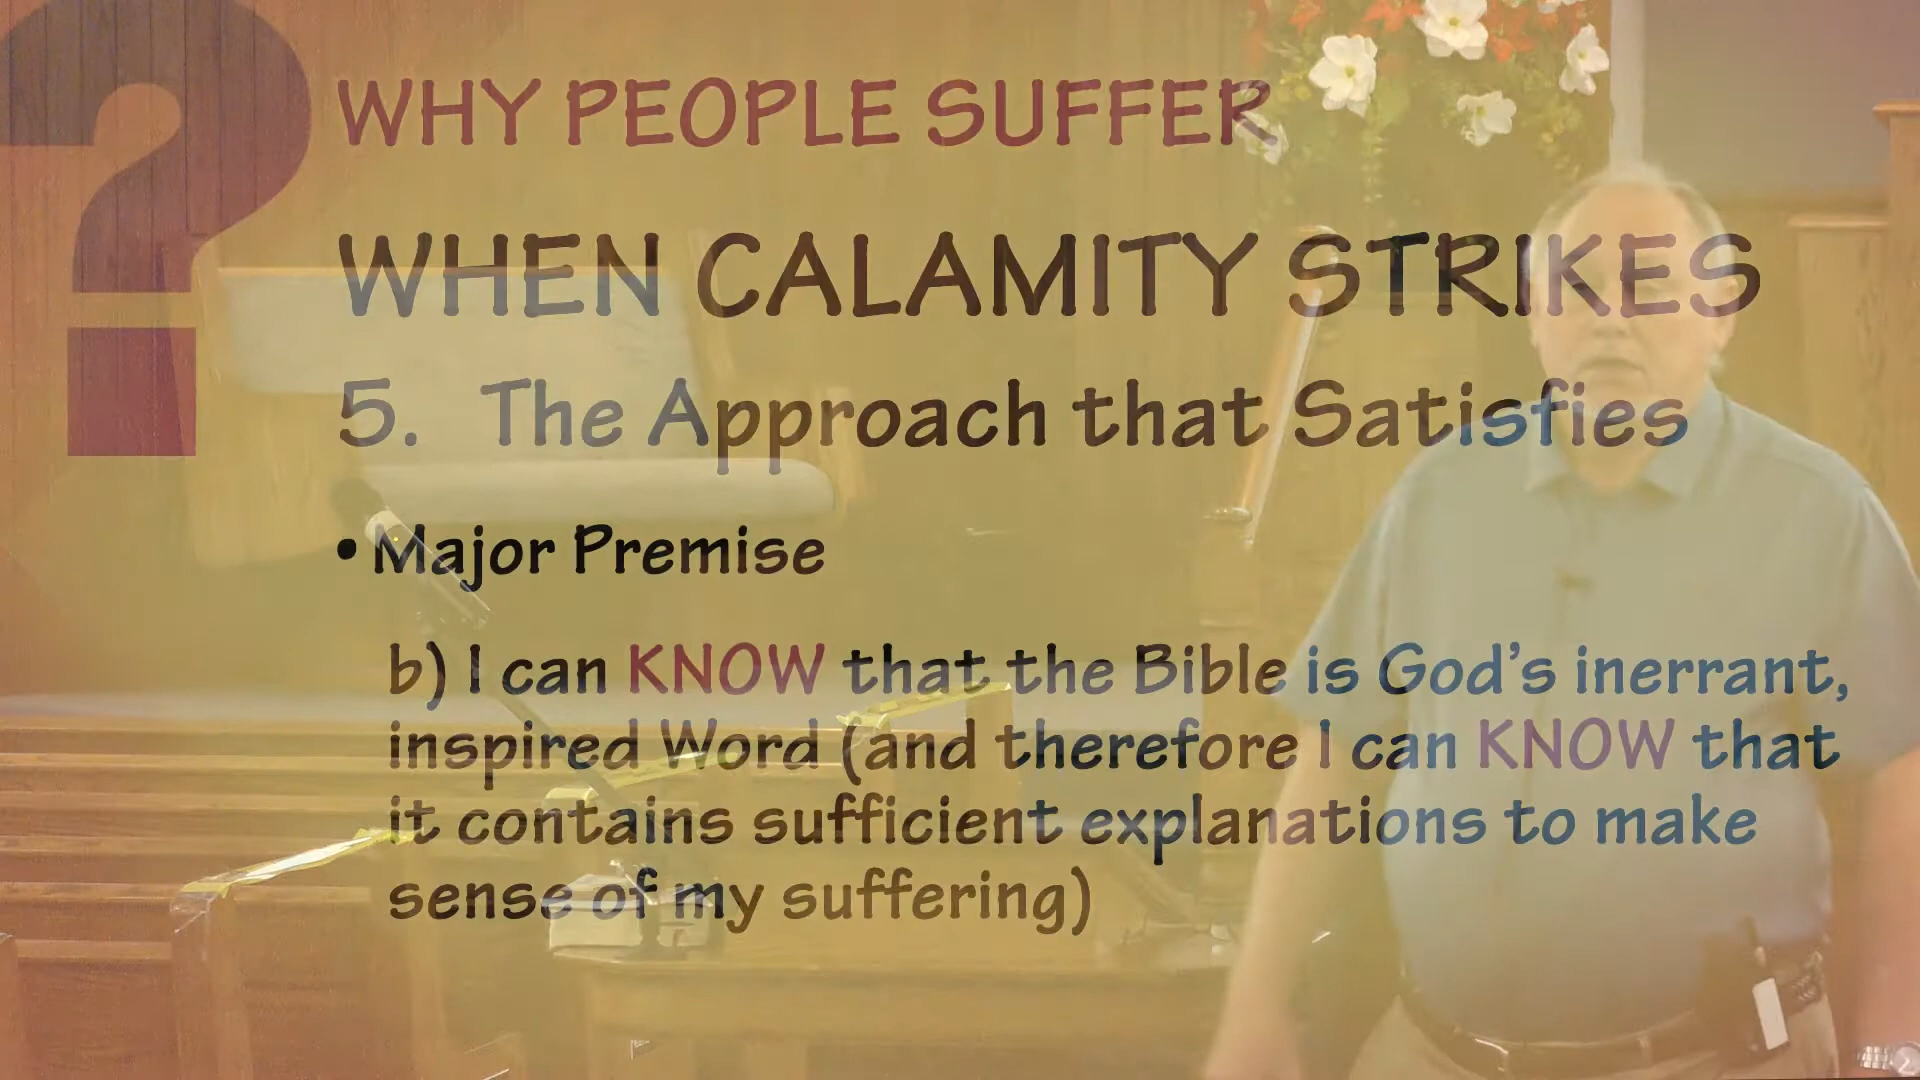 ?
WHY PEOPLE SUFFER
WHEN CALAMITY STRIKES
5. The Approach that Satisfies
• Major Premise
b) I can KNOW that the Bible is God’s inerrant,
inspired Word (and therefore I can KNOW that
it contains sufficient explanations to make
sense of my suffering)